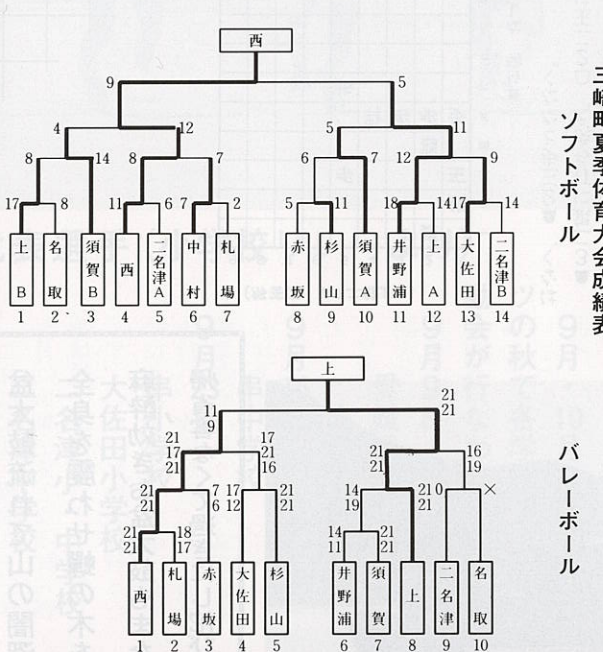 三崎町夏季体育大会成績表
ソフトボール
西
9 5
4 12 5 11
8 14 8 7 6 7 12 9
17 8 11 6 7 2 5 11 18 14 17 14
土B 名取 須賀B 西 二名津A 中村 札場 赤坂 杉山 須賀A 井野浦 上A 大佐田 二名津B
1 2 3 4 5 6 7 8 9 10 11 12 13 14
バレーボール
上
11 21
9 21
21 17 21 16
17 21 21 19
21 16
21 7 17 21 14 21 0 ×
21 6 12 21 19 21 0
21 18 14 21
21 17 11 21
西 札場 赤坂 大佐田 杉山 井野浦 須賀 上 二名津 名取
1 2 3 4 5 6 7 8 9 10